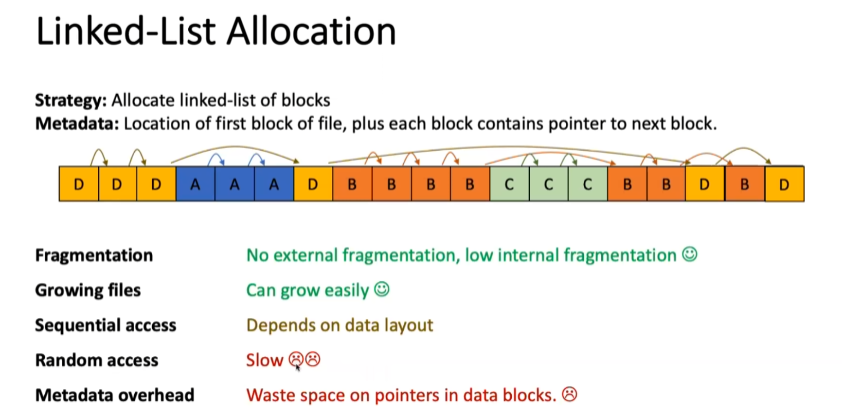 Linked-List Allocation
Strategy: Allocate linked-list of blocks
Metadata: Location of first block of file, plus each block contains pointer to next block.
D D D A A A D B B B B C C C B B D B D
Fragmentation No external fragmentation, low internal fragmentation ☺
Growing files Can grow easily ☺
Sequential access Depends on data layout
Random access Slow ☹☹
Metadata overhead Waste space on pointers in data blocks. ☹